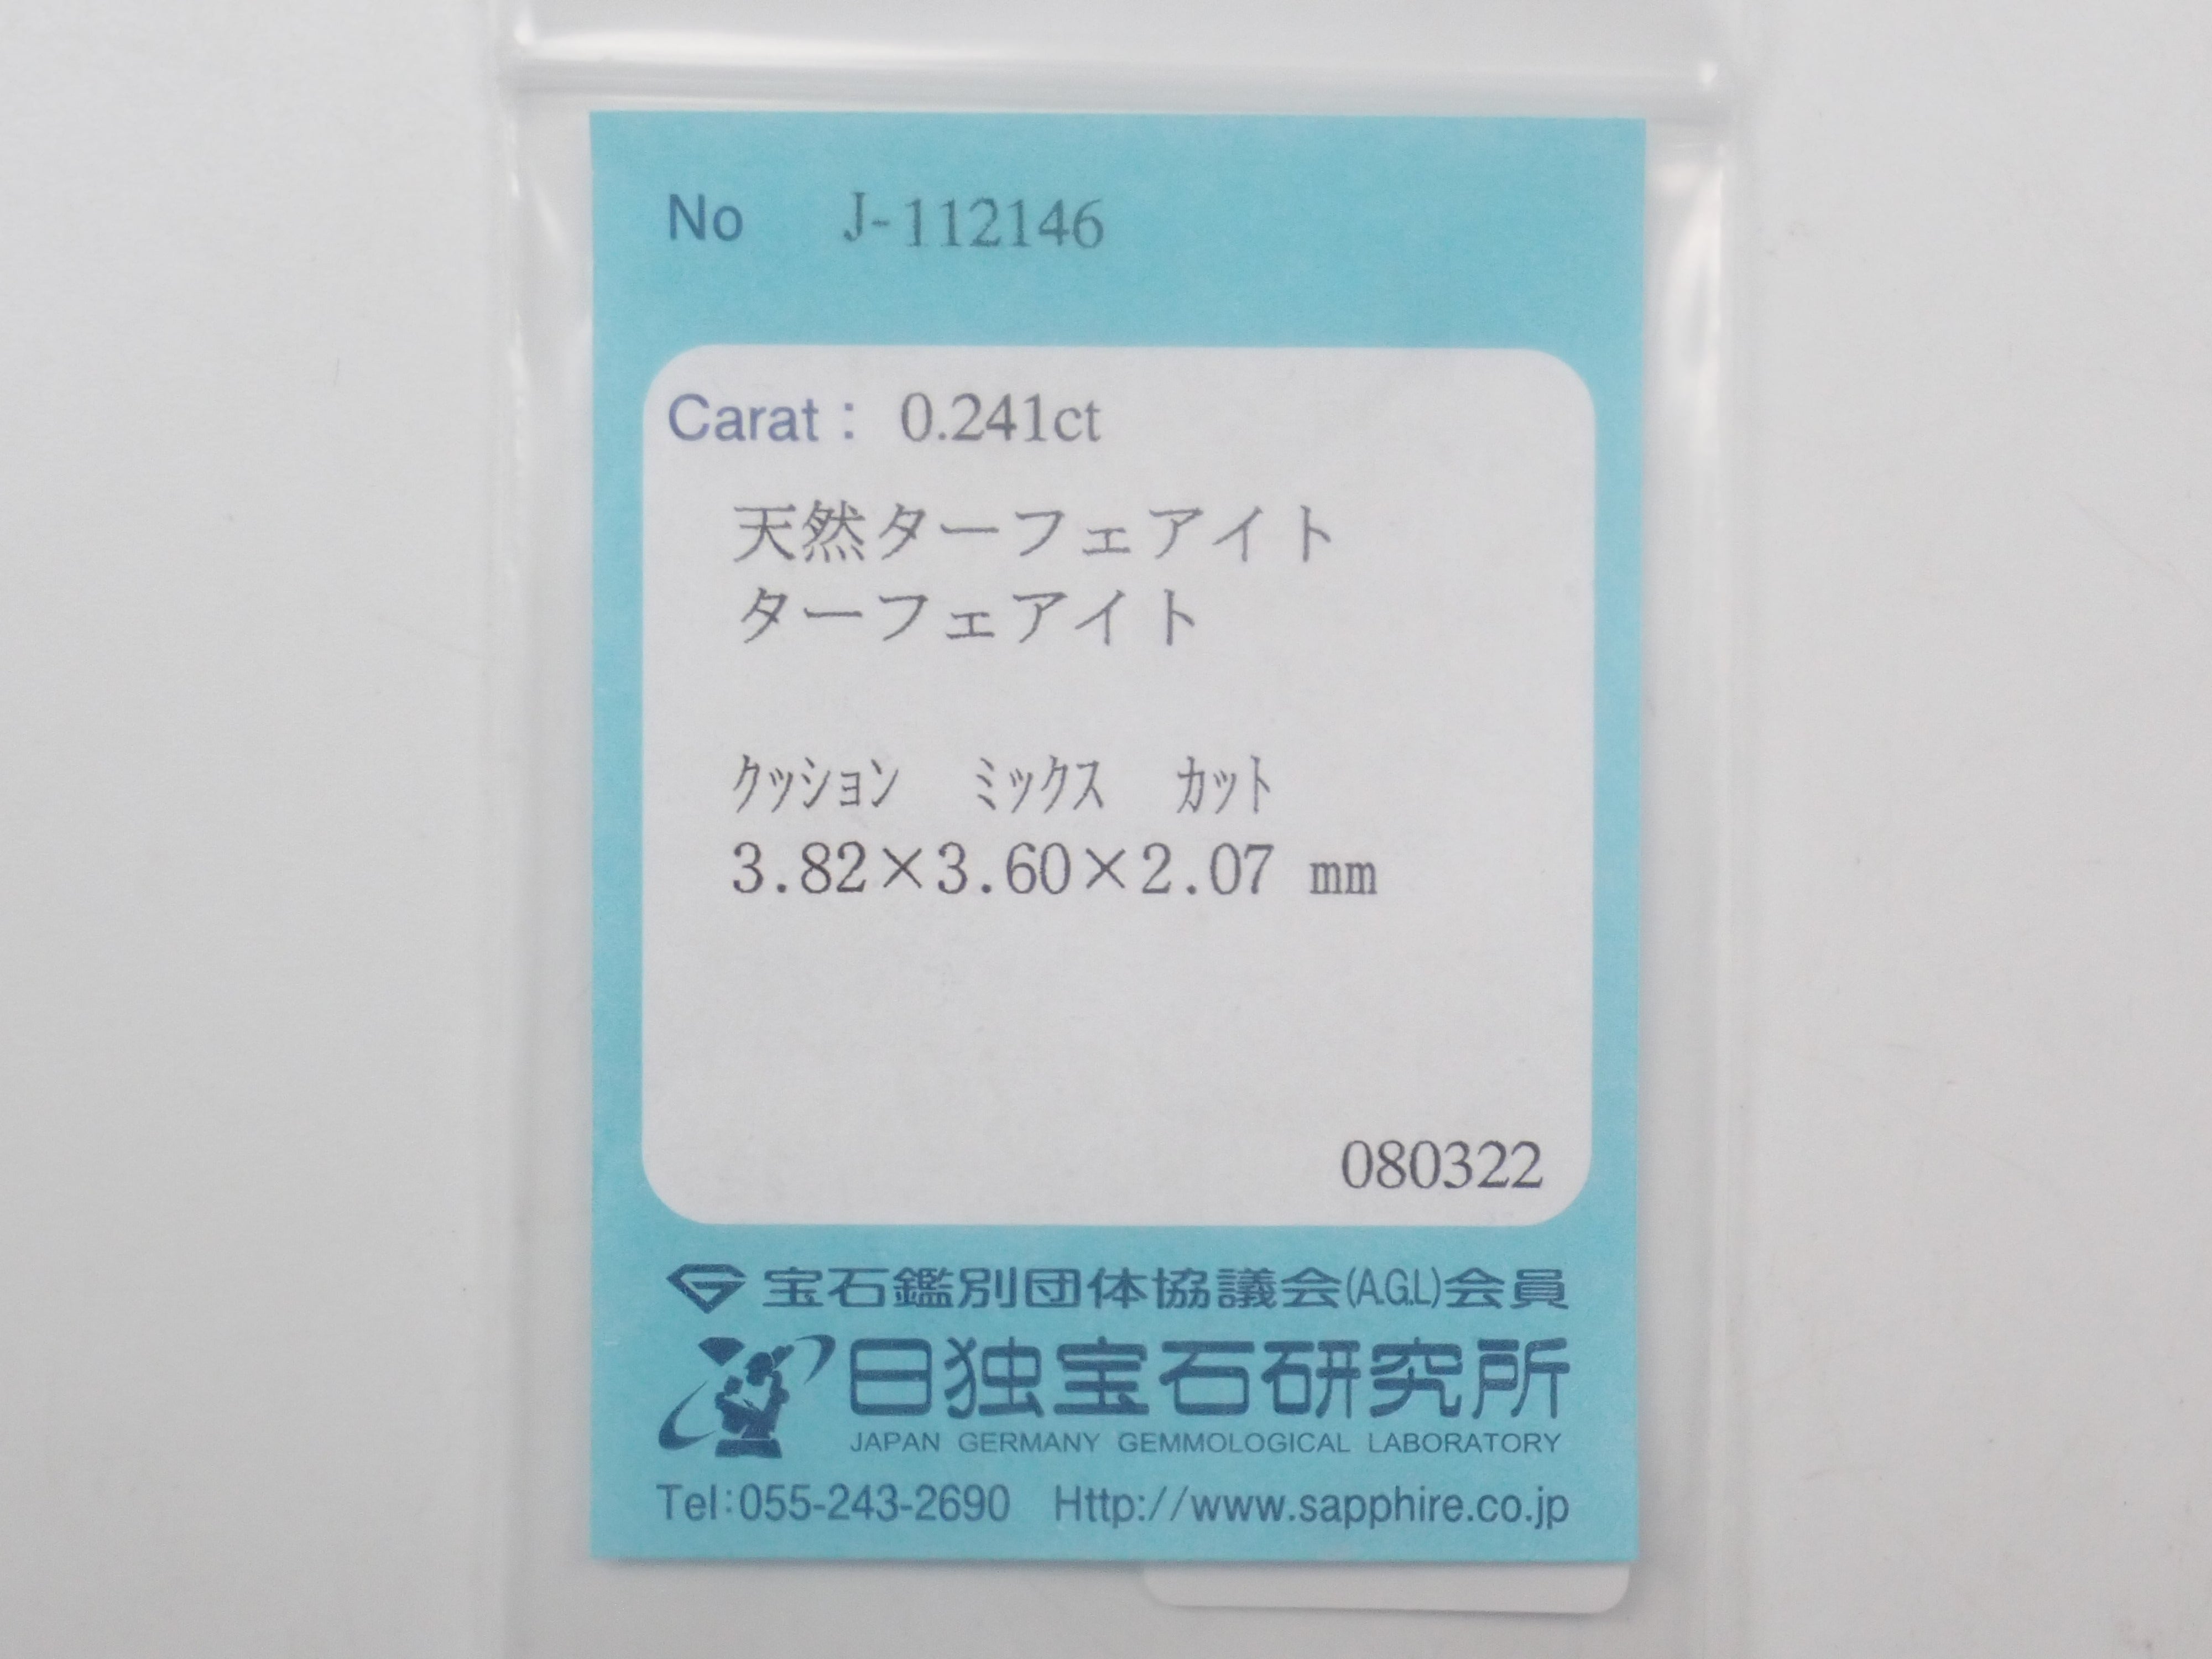 No J-112146
Carat : 0.241ct
天然ターフェアイト
ターフェアイト
ｸｯｼｮﾝ ﾐｯｸｽ ｶｯﾄ
3.82×3.60×2.07 mm
080322
宝石鑑別団体協議会(A.G.L)会員
日独宝石研究所
JAPAN GERMANY GEMMOLOGICAL LABORATORY
Tel:055-243-2690 Http://www.sapphire.co.jp